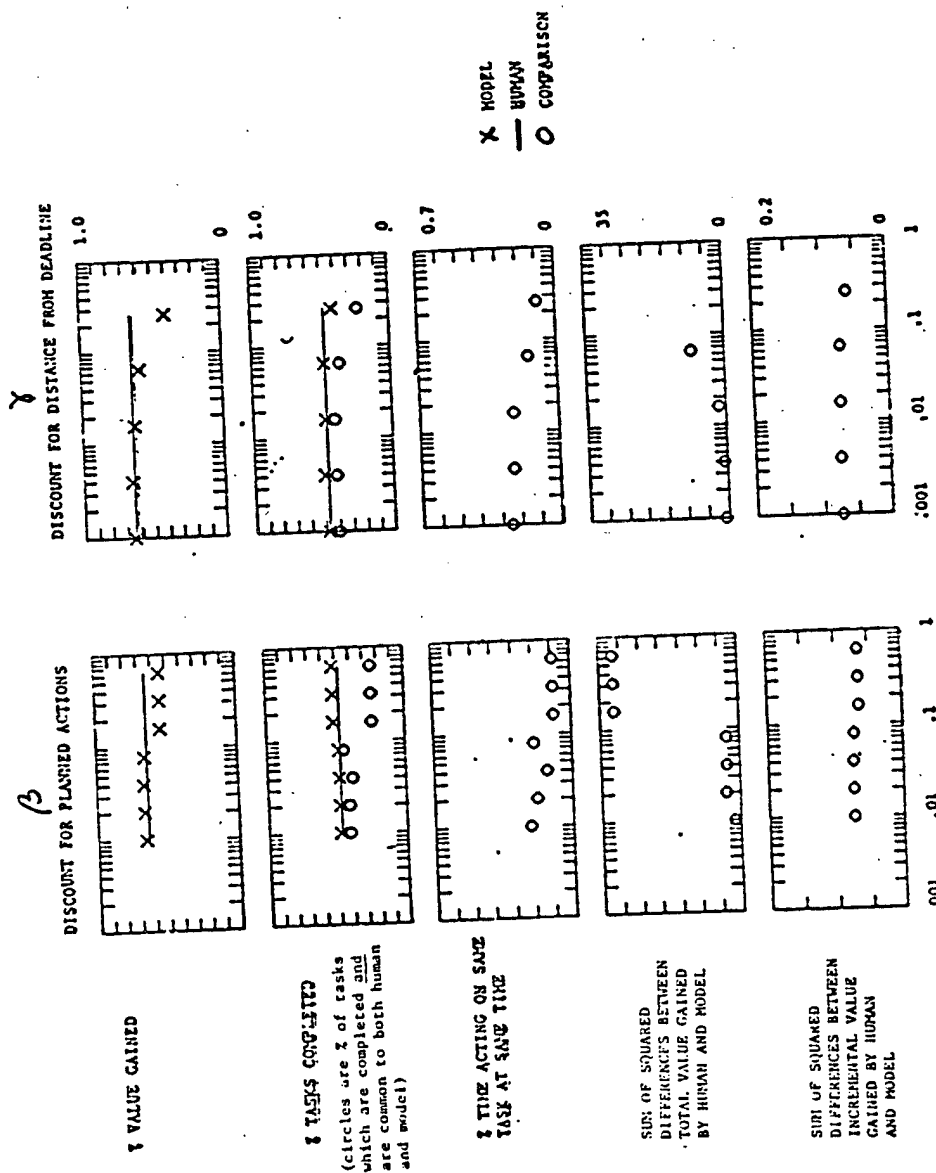 β
DISCOUNT FOR PLANNED ACTIONS
γ
DISCOUNT FOR DISTANCE FROM DEADLINE
% VALUE GAINED
1.0
0
% TASKS COMPLETED
(circles are % of tasks
which are completed and
are common to both human
and model)
1.0
0
% TIME ACTING ON SAME
TASK AT SAME TIME
0.7
0
SUM OF SQUARED
DIFFERENCES BETWEEN
TOTAL VALUE GAINED
BY HUMAN AND MODEL
35
0
SUM OF SQUARED
DIFFERENCES BETWEEN
INCREMENTAL VALUE
GAINED BY HUMAN
AND MODEL
0.2
0
.001 .01 .1 1
.001 .01 .1 1
X MODEL
— HUMAN
O COMPARISON